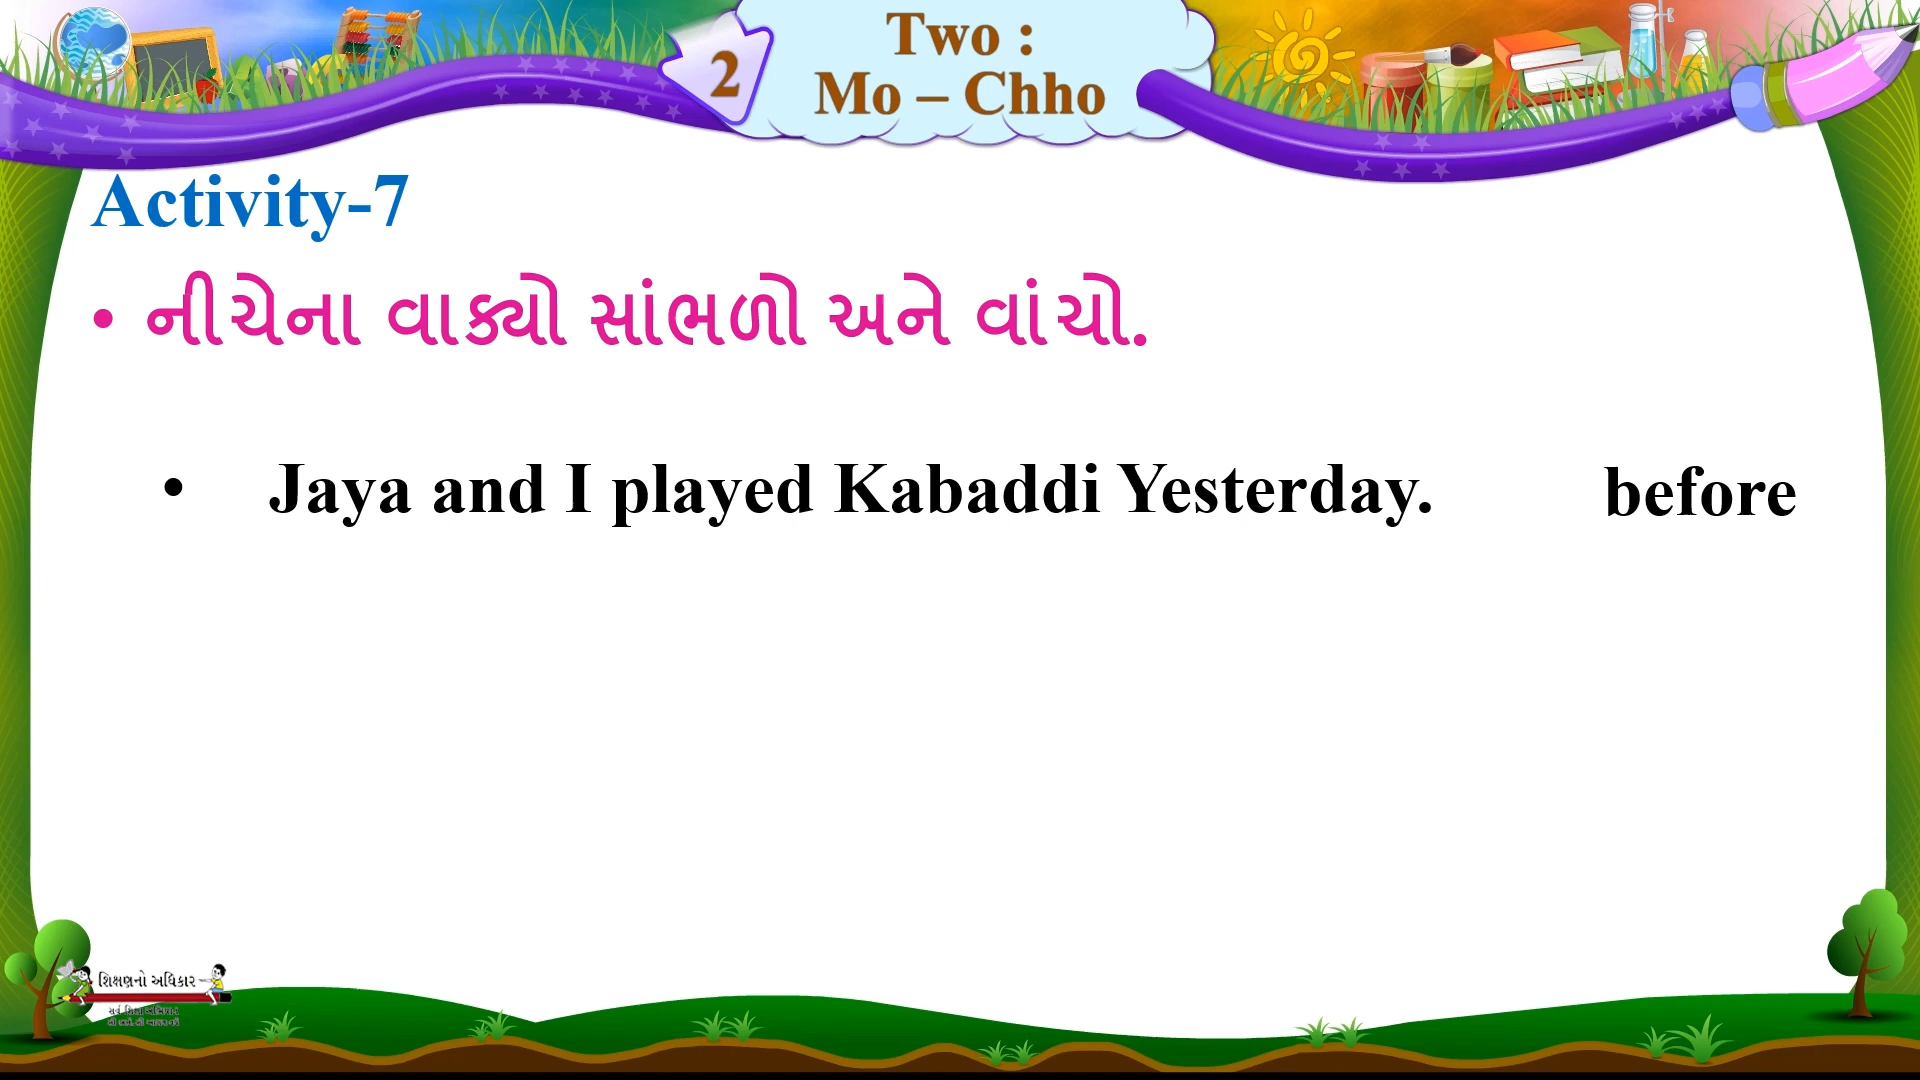 2
Two :
Mo – Chho
Activity-7
• નીચેના વાક્યો સાંભળો અને વાંચો.
• Jaya and I played Kabaddi Yesterday. before
શિક્ષણનો અધિકાર